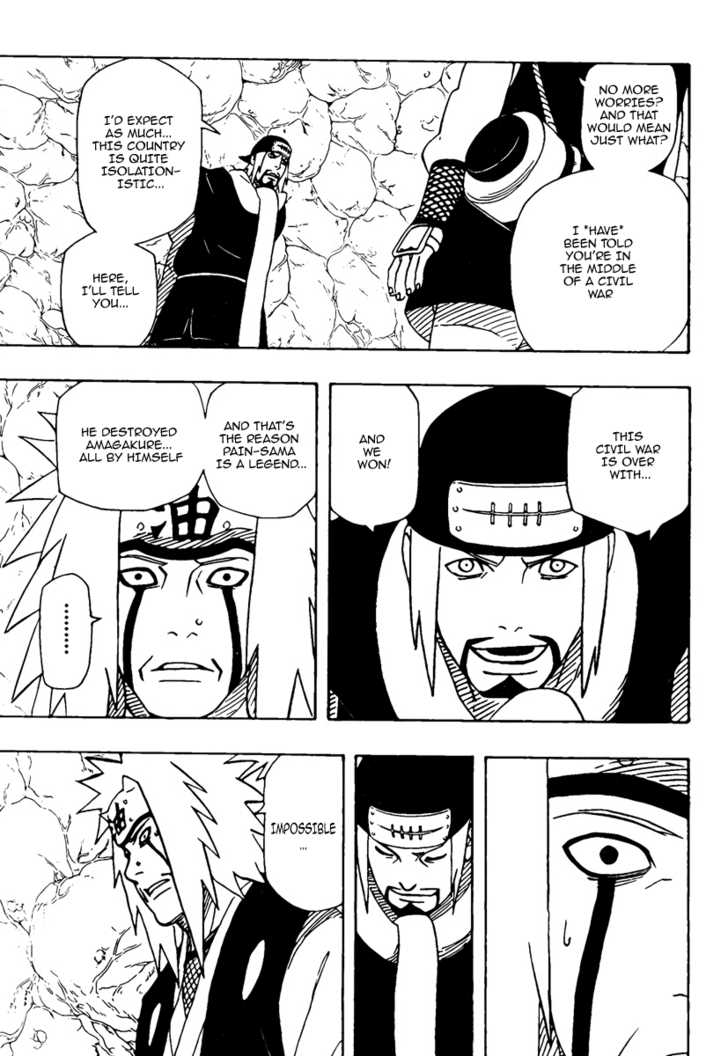 NO MORE
WORRIES?
AND THAT
WOULD MEAN
JUST WHAT?
I *HAVE*
BEEN TOLD
YOU'RE IN
THE MIDDLE
OF A CIVIL
WAR
I'D EXPECT
AS MUCH...
THIS COUNTRY
IS QUITE
ISOLATION-
ISTIC...
HERE,
I'LL TELL
YOU...
THIS
CIVIL WAR
IS OVER
WITH...
AND
WE
WON!
AND THAT'S
THE REASON
PAIN-SAMA
IS A LEGEND...
HE DESTROYED
AMAGAKURE...
ALL BY HIMSELF
油
.........
IMPOSSIBLE
...
油